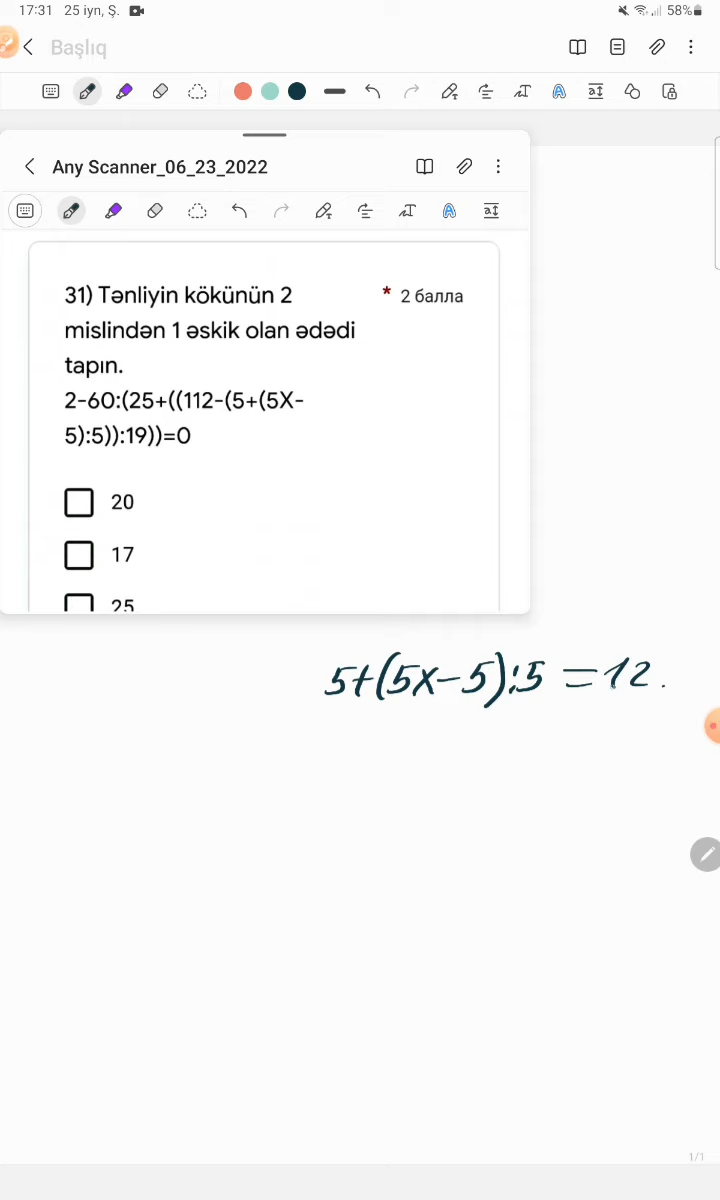 17:31 25 iyn, Ş. 58%
Başlıq
Any Scanner_06_23_2022
31) Tənliyin kökünün 2 * 2 балла
mislindən 1 əskik olan ədədi
tapın.
2-60:(25+((112-(5+(5X-
5):5)):19))=0
20
17
25
5+(5x-5):5 =12.
1/1